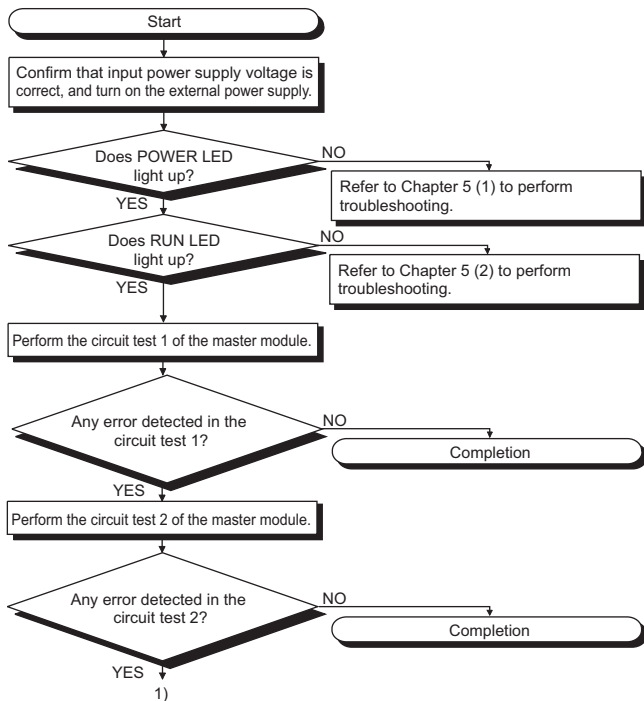 Start
Confirm that input power supply voltage is
correct, and turn on the external power supply.
Does POWER LED
light up?
NO
Refer to Chapter 5 (1) to perform
troubleshooting.
YES
Does RUN LED
light up?
NO
Refer to Chapter 5 (2) to perform
troubleshooting.
YES
Perform the circuit test 1 of the master module.
Any error detected in the
circuit test 1?
NO
Completion
YES
Perform the circuit test 2 of the master module.
Any error detected in the
circuit test 2?
NO
Completion
YES
1)